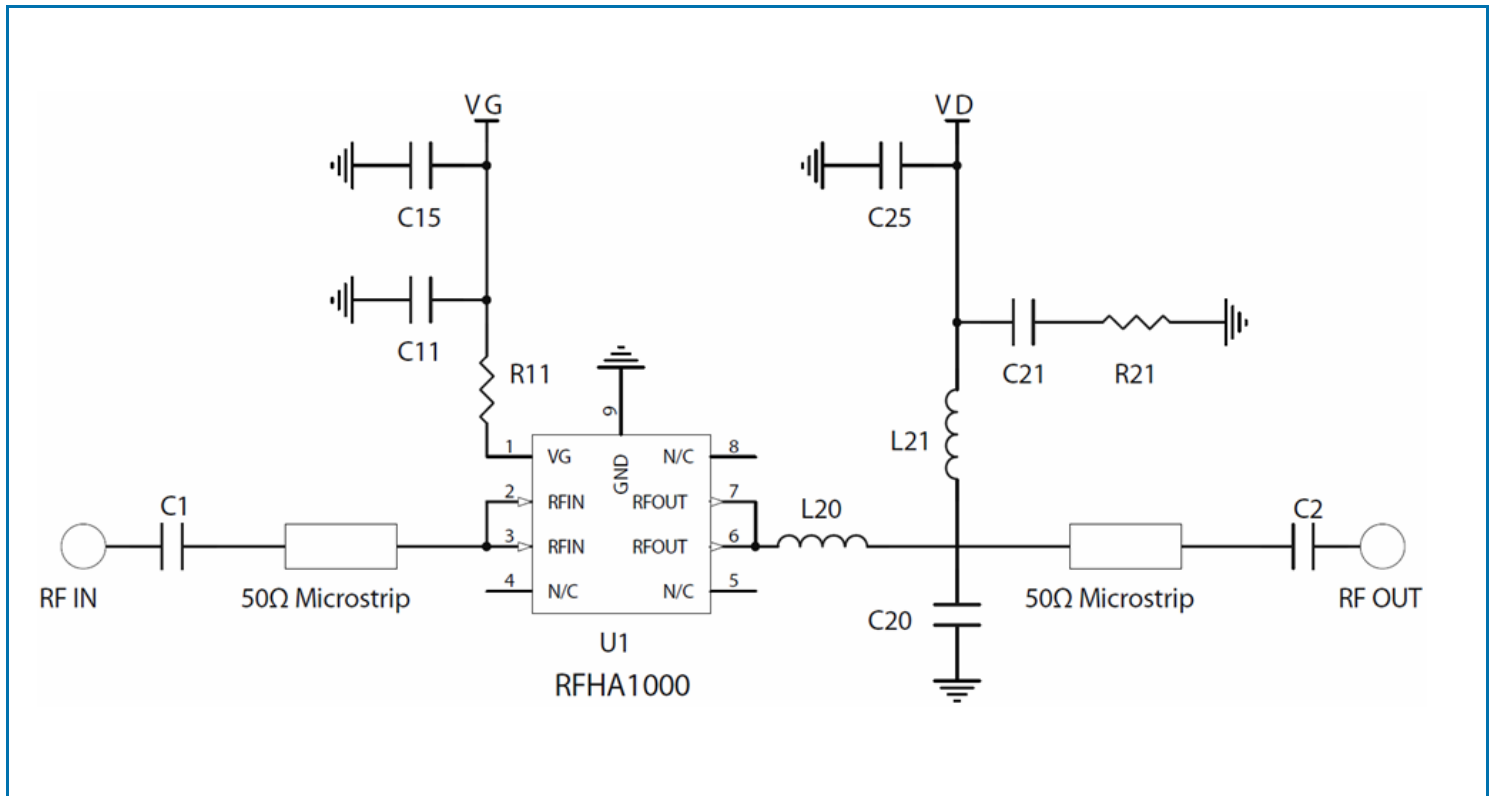 VG
VD
C15
C25
C11
R11
C21
R21
L21
9
GND
1
VG
N/C
8
2
RFIN
RFOUT
7
3
RFIN
RFOUT
6
4
N/C
N/C
5
C1
L20
C2
RF IN
50Ω Microstrip
C20
50Ω Microstrip
RF OUT
U1
RFHA1000